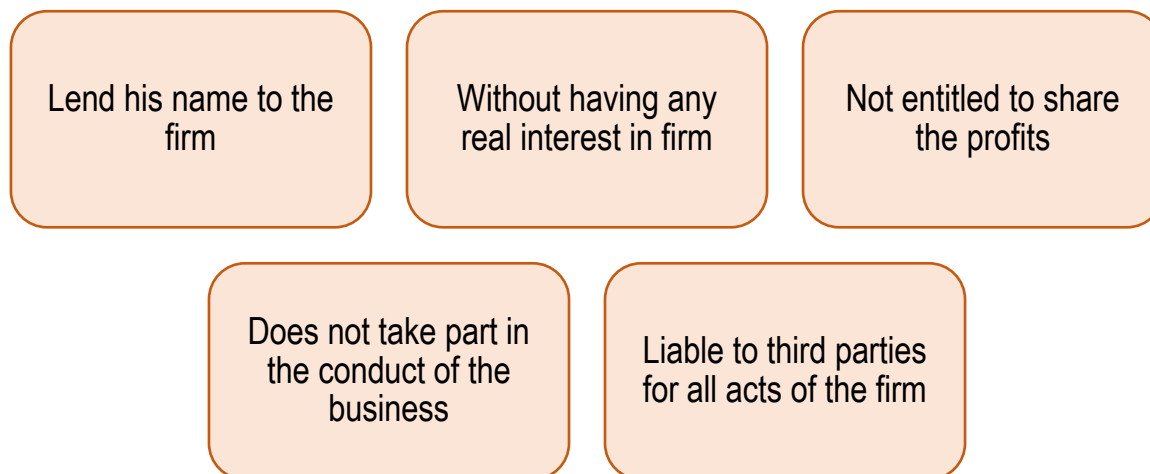 Lend his name to the
firm
Without having any
real interest in firm
Not entitled to share
the profits
Does not take part in
the conduct of the
business
Liable to third parties
for all acts of the firm